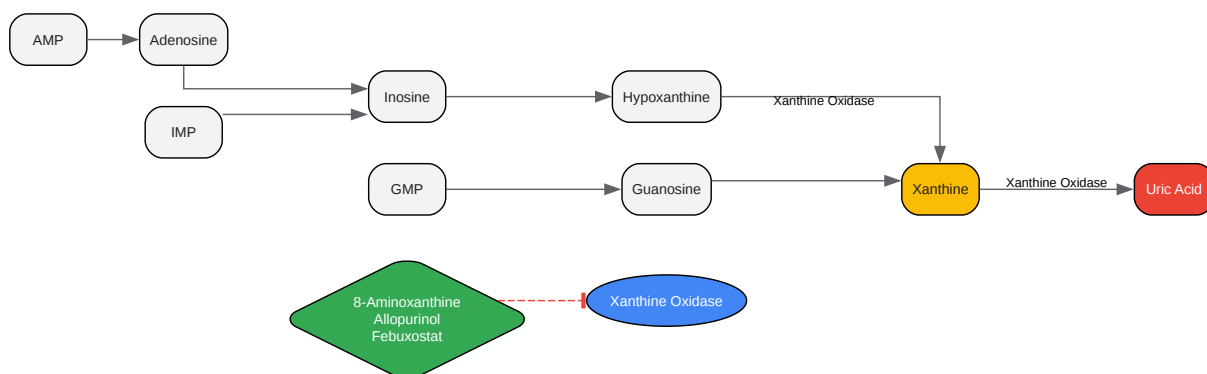 AMP
Adenosine
Inosine
Hypoxanthine
Xanthine Oxidase
IMP
GMP
Guanosine
Xanthine
Xanthine Oxidase
Uric Acid
8-Aminoxanthine
Allopurinol
Febuxostat
Xanthine Oxidase